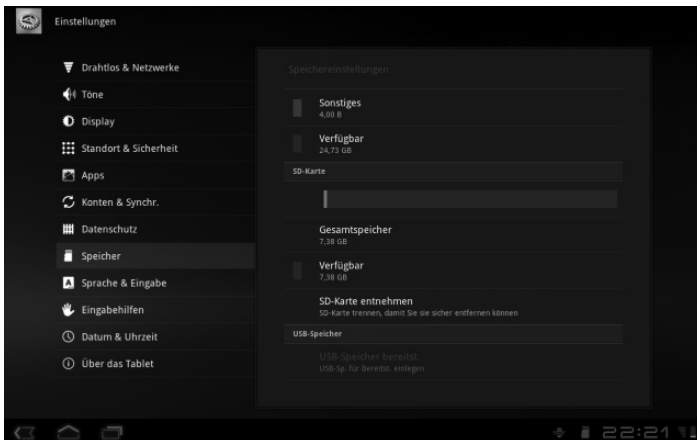 Einstellungen
Drahtlos & Netzwerke
Töne
Display
Standort & Sicherheit
Apps
Konten & Synchr.
Datenschutz
Speicher
Sprache & Eingabe
Eingabehilfen
Datum & Uhrzeit
Über das Tablet
Speichereinstellungen
Sonstiges
4,00 B
Verfügbar
24,73 GB
SD-Karte
Gesamtspeicher
7,38 GB
Verfügbar
7,38 GB
SD-Karte entnehmen
SD-Karte trennen, damit Sie sie sicher entfernen können
USB-Speicher
USB-Speicher bereitst.
USB-Sp. für Bereitst. einlegen
22:21